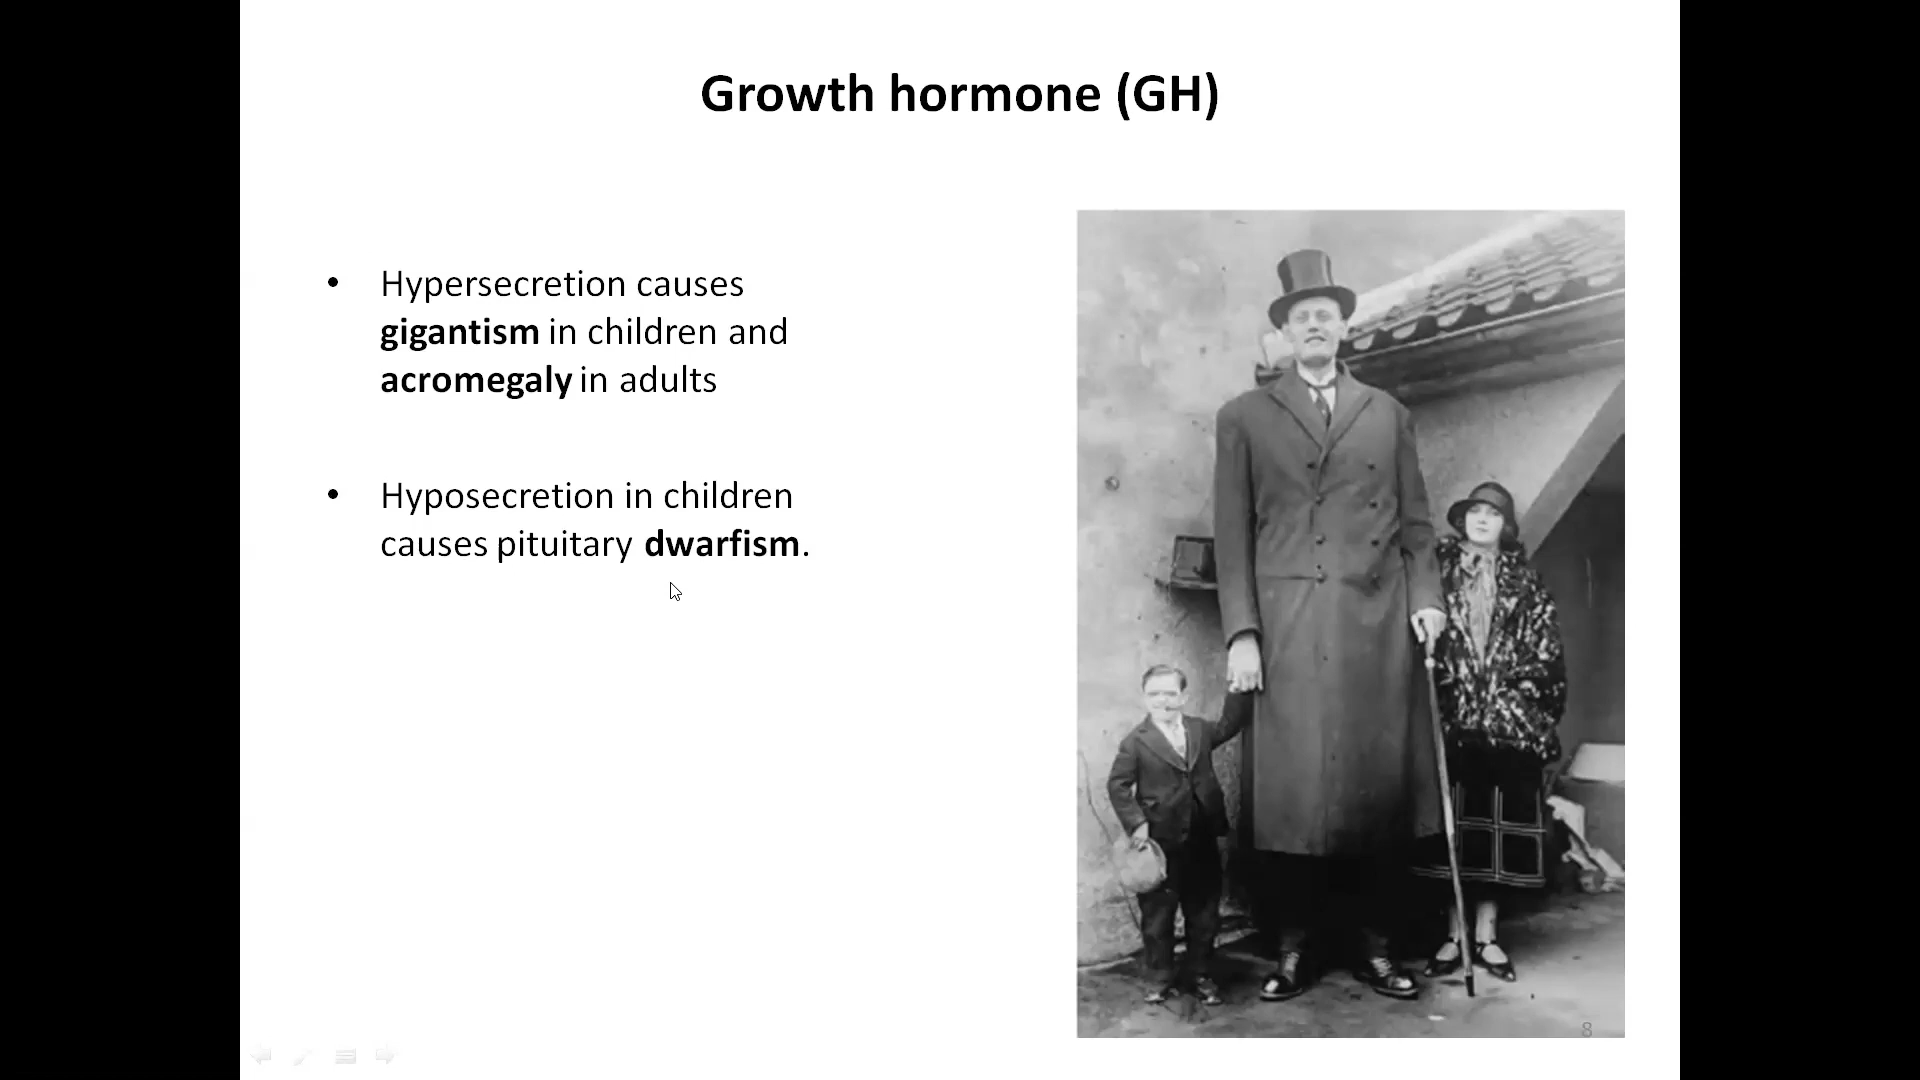 Growth hormone (GH)
• Hypersecretion causes
gigantism in children and
acromegaly in adults
• Hyposecretion in children
causes pituitary dwarfism.
8